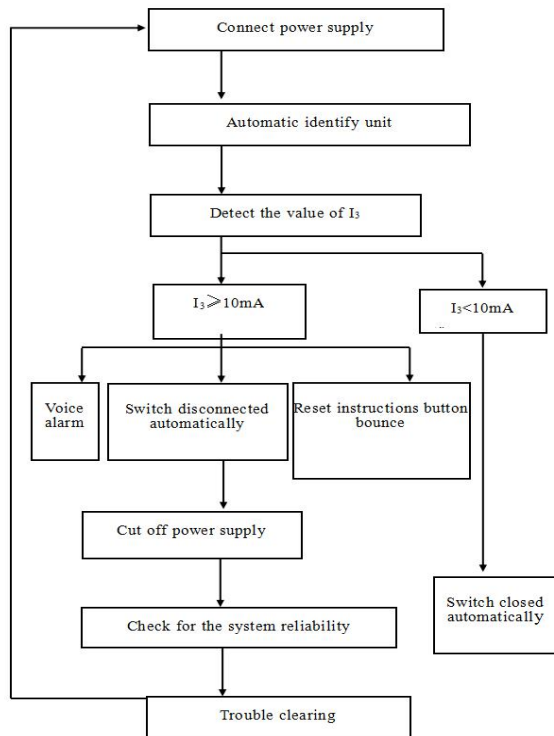 Connect power supply
Automatic identify unit
Detect the value of I₃
I₃⩾10mA
I₃<10mA
Voice
alarm
Switch disconnected
automatically
Reset instructions button
bounce
Cut off power supply
Switch closed
automatically
Check for the system reliability
Trouble clearing